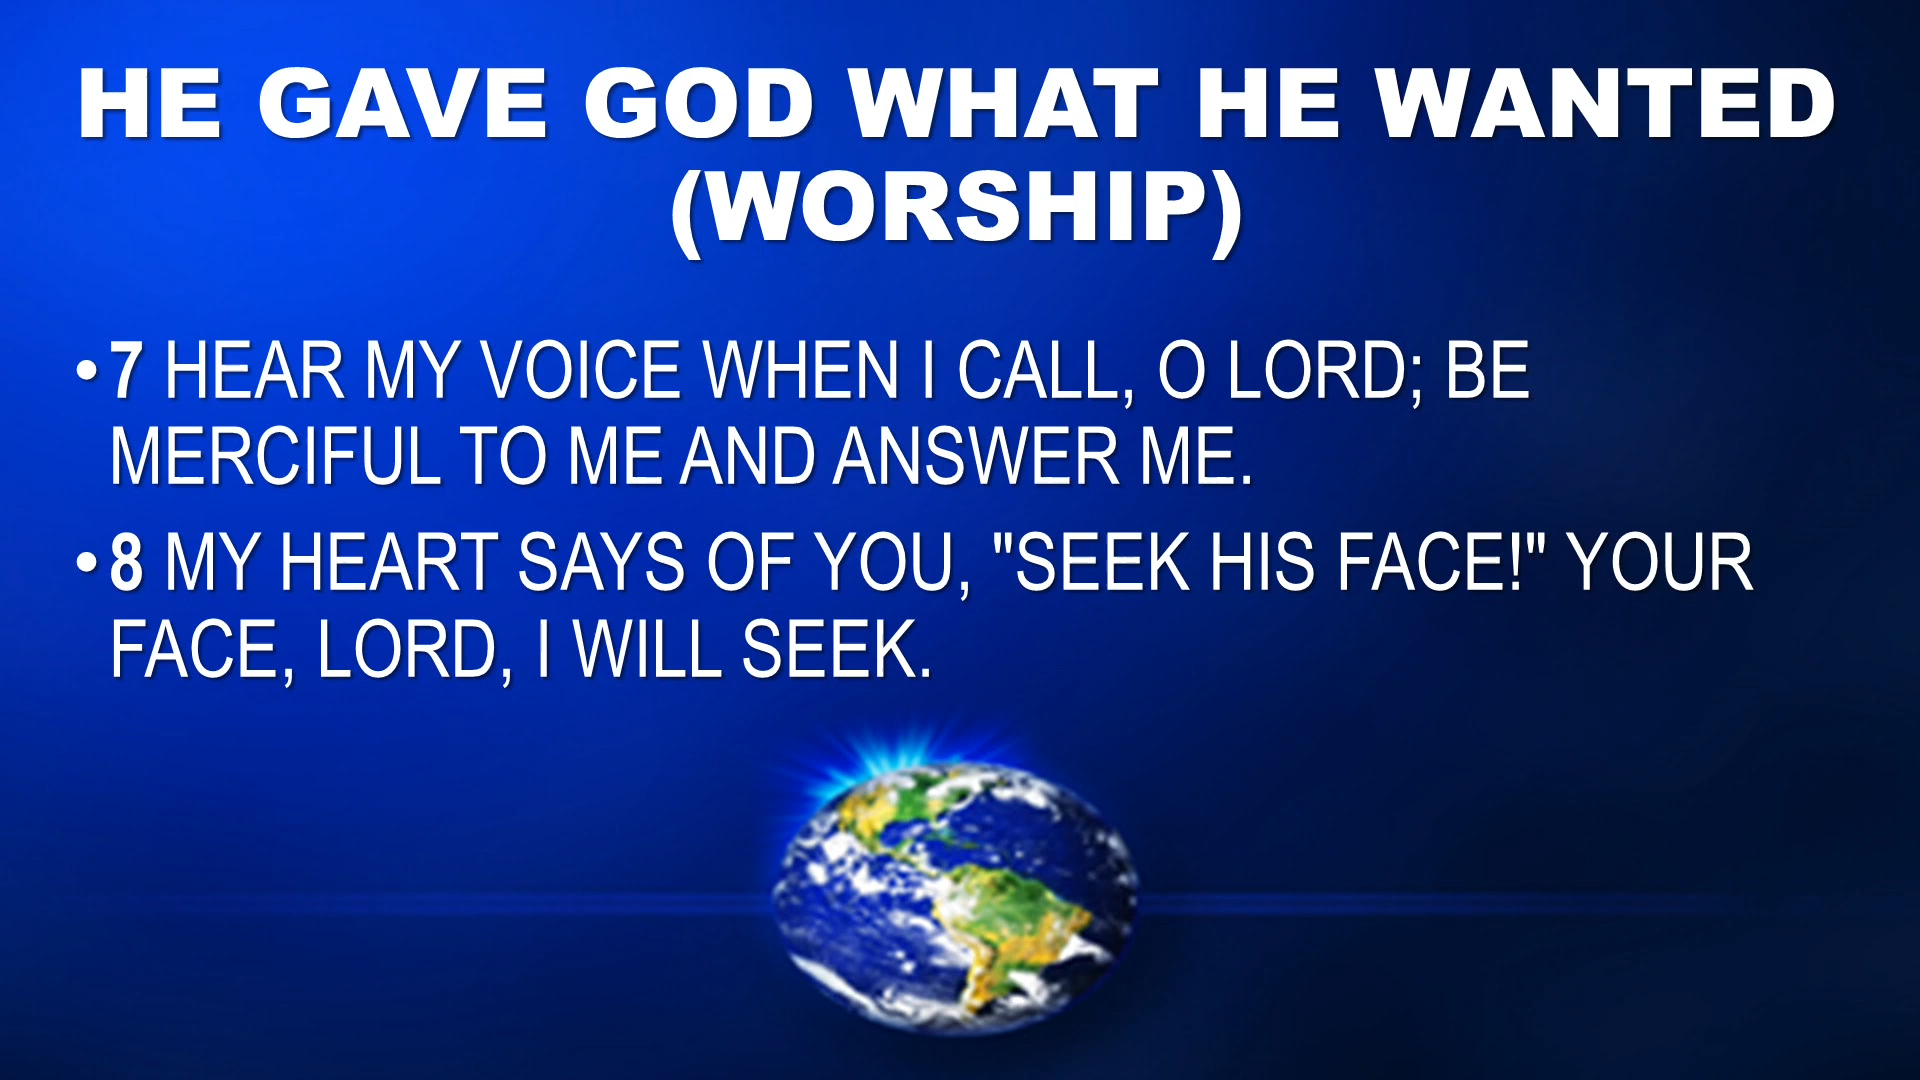 HE GAVE GOD WHAT HE WANTED
(WORSHIP)
• 7 HEAR MY VOICE WHEN I CALL, O LORD; BE
MERCIFUL TO ME AND ANSWER ME.
• 8 MY HEART SAYS OF YOU, "SEEK HIS FACE!" YOUR
FACE, LORD, I WILL SEEK.